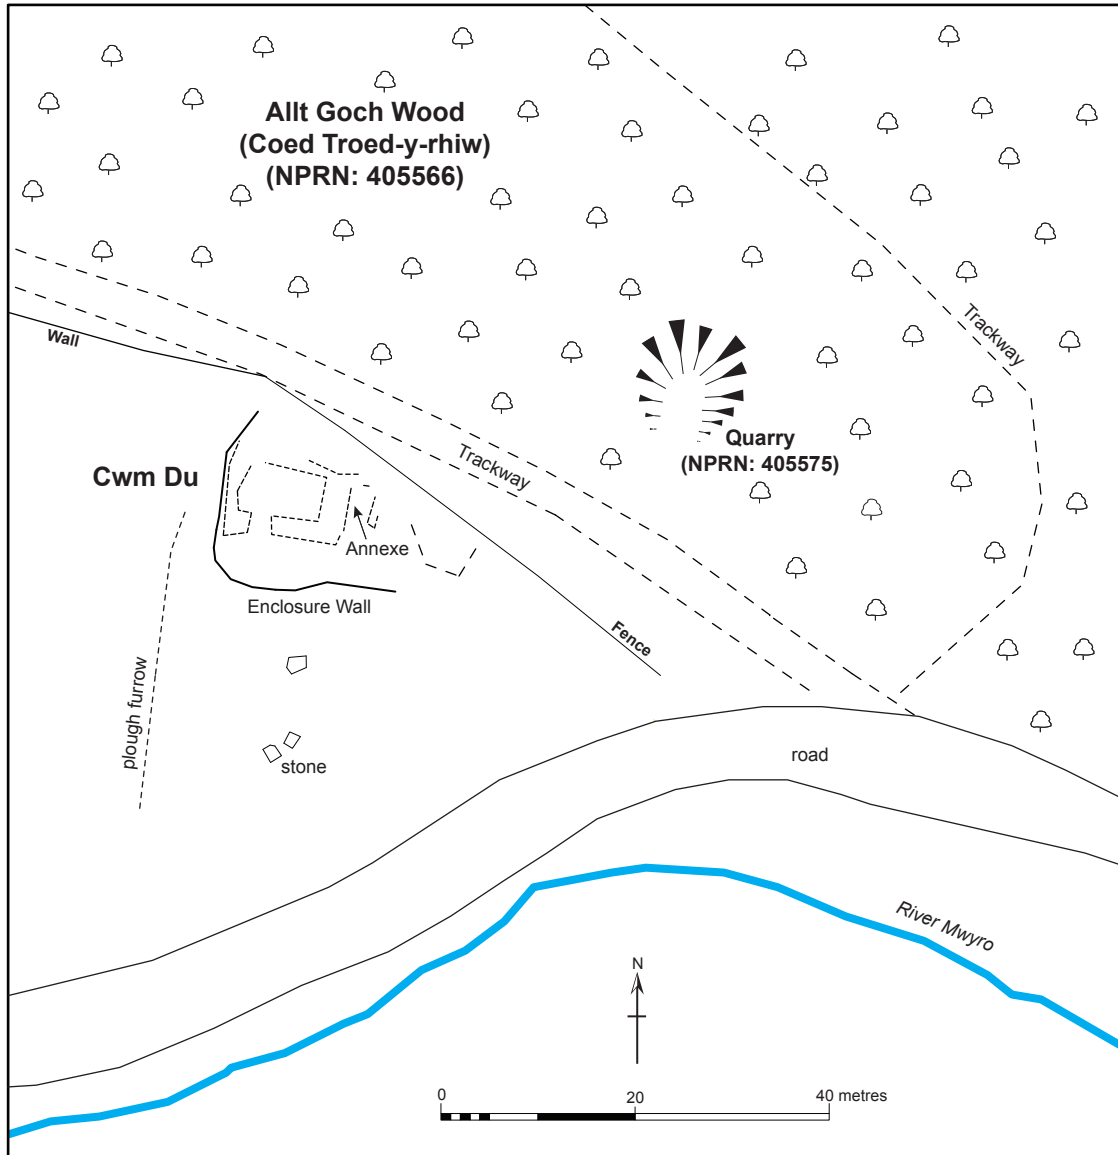 Allt Goch Wood
(Coed Troed-y-rhiw)
(NPRN: 405566)
Trackway
Wall
Trackway
Quarry
(NPRN: 405575)
Cwm Du
Annexe
Enclosure Wall
Fence
plough furrow
stone
road
River Mwyro
N
0 20 40 metres